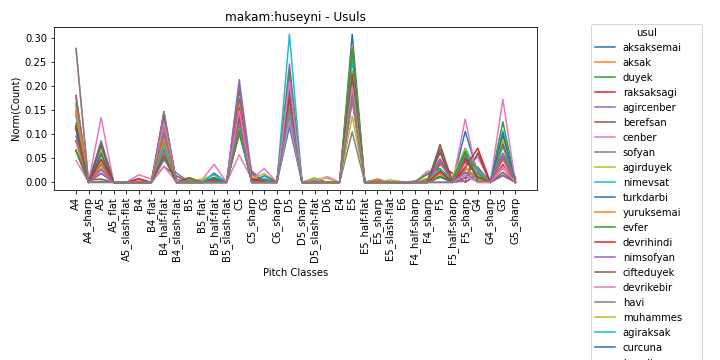 makam:huseyni - Usuls
Norm(Count)
0.30
0.25
0.20
0.15
0.10
0.05
0.00
A4
A4_sharp
A5
A5_flat
A5_slash-flat
B4
B4_flat
B4_half-flat
B4_slash-flat
B5
B5_flat
B5_half-flat
B5_slash-flat
C5
C5_sharp
C6
C6_sharp
D5
D5_sharp
D5_slash-flat
D6
E4
E5
E5_half-flat
E5_sharp
E5_slash-flat
E6
F4_half-sharp
F4_sharp
F5
F5_half-sharp
F5_sharp
G4
G4_sharp
G5
G5_sharp
Pitch Classes
usul
aksaksemai
aksak
duyek
raksaksagi
agircenber
berefsan
cenber
sofyan
agirduyek
nimevsat
turkdarbi
yuruksemai
evfer
devrihindi
nimsofyan
cifteduyek
devrikebir
havi
muhammes
agiraksak
curcuna